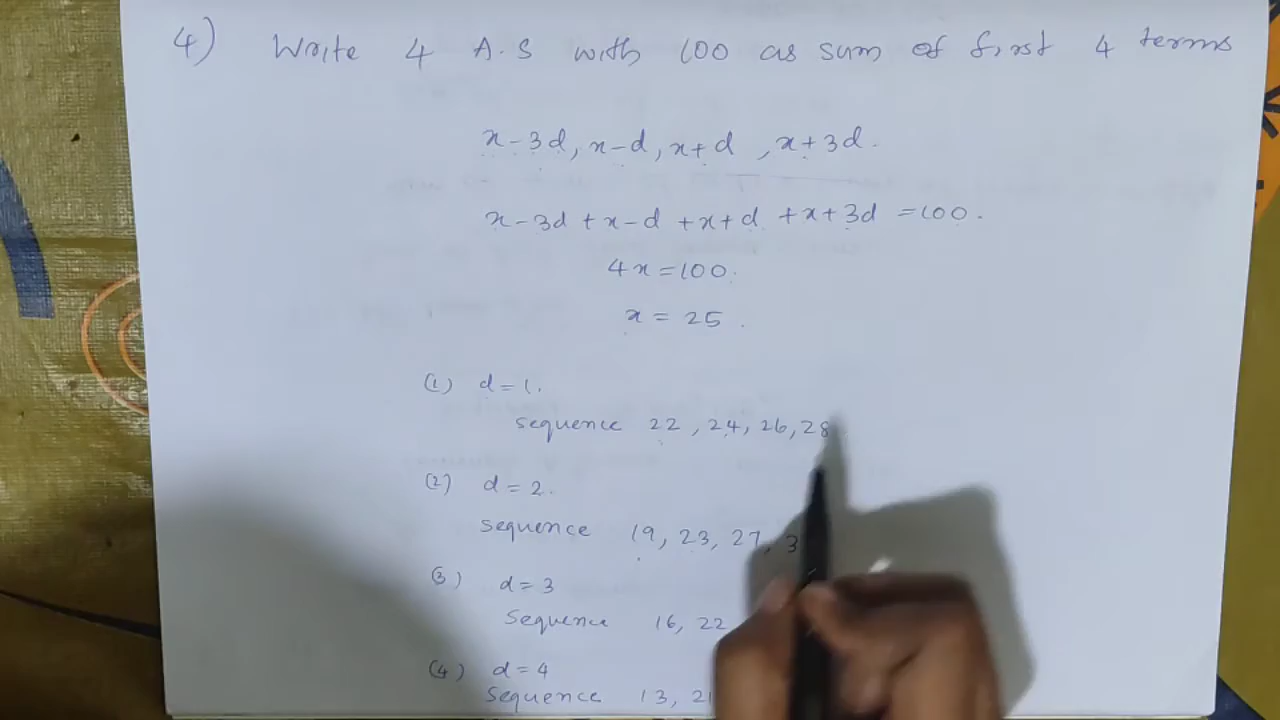 4) Write 4 A.S with 100 as sum of first 4 terms
x-3d, x-d, x+d, x+3d.
x-3d+x-d+x+d+x+3d=100.
4x=100.
x=25.
(1) d=1.
sequence 22, 24, 26, 28
(2) d=2.
sequence 19, 23, 27, 3
(3) d=3
Sequence 16, 22
(4) d=4
Sequence 13, 21